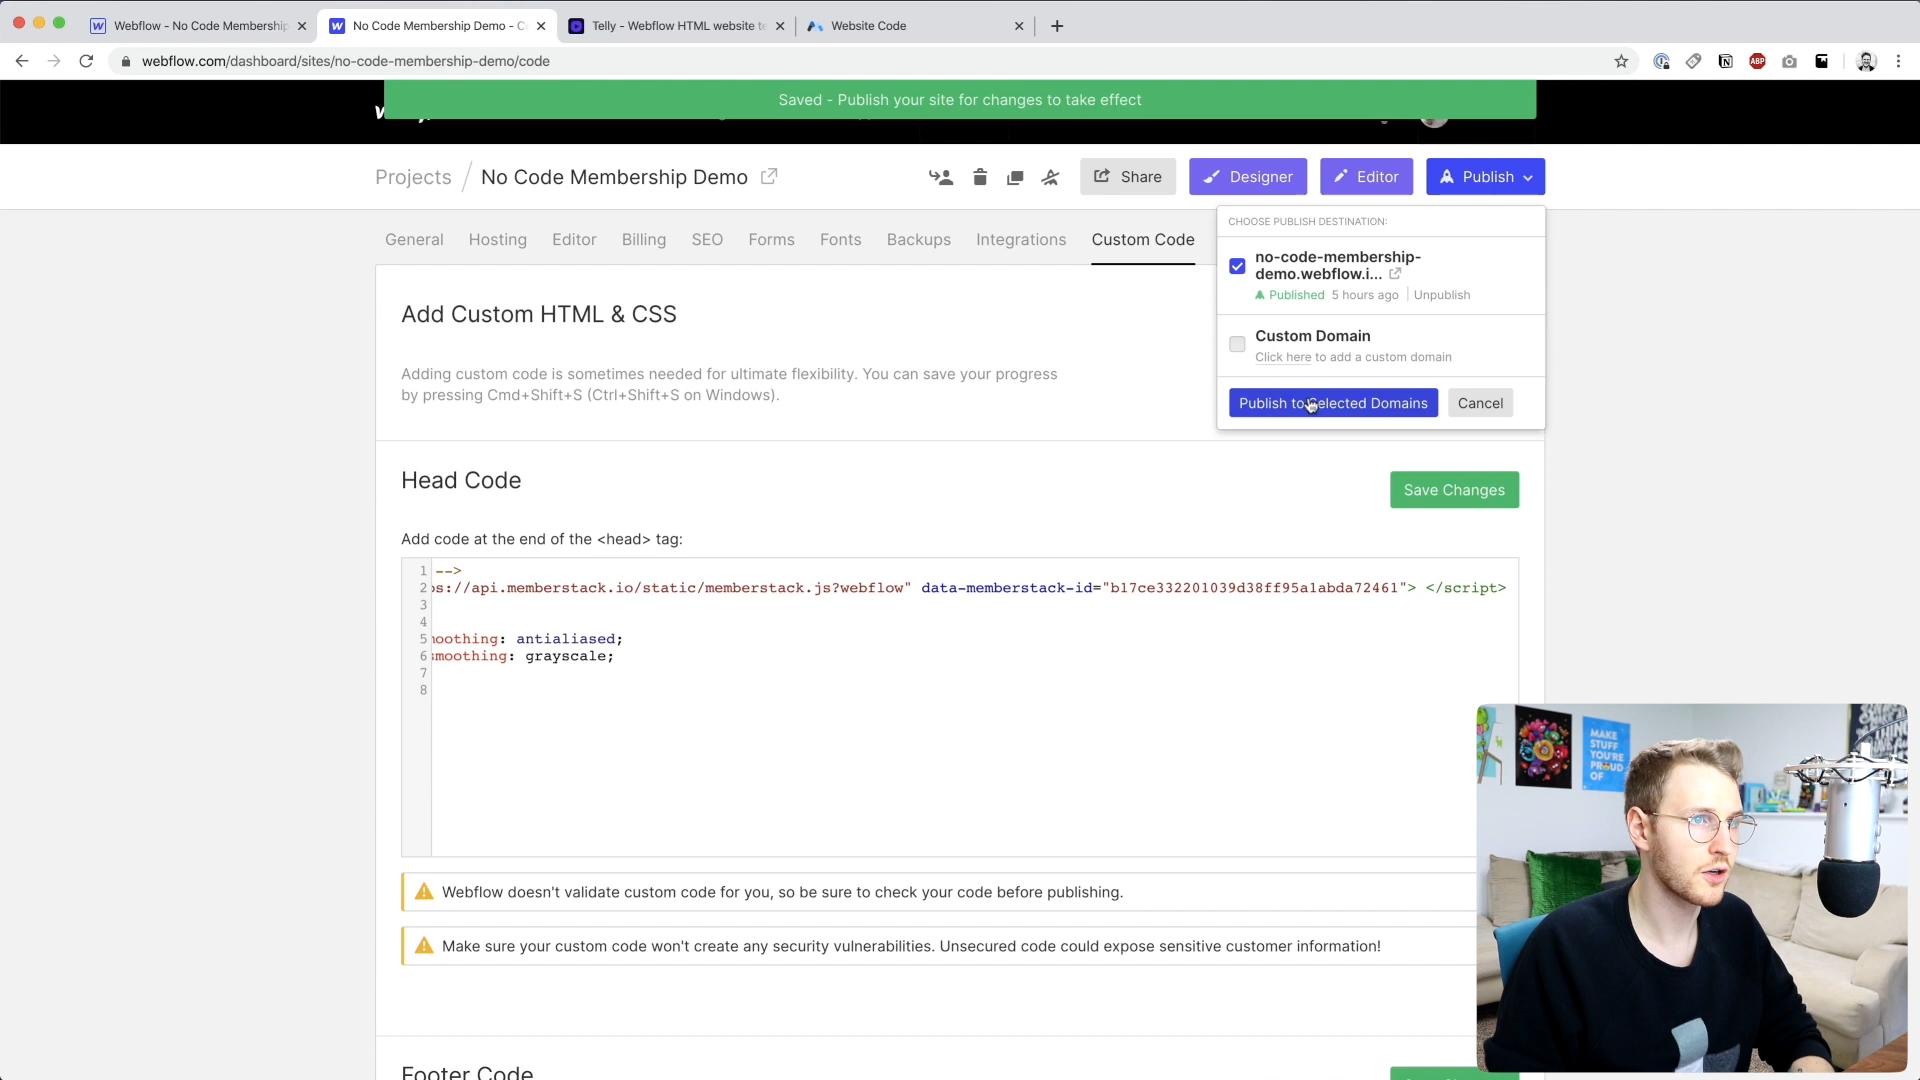 Webflow - No Code Membership
No Code Membership Demo - C
Telly - Webflow HTML website te
Website Code
webflow.com/dashboard/sites/no-code-membership-demo/code
ABP
Saved - Publish your site for changes to take effect
Projects / No Code Membership Demo
Share
Designer
Editor
Publish
General
Hosting
Editor
Billing
SEO
Forms
Fonts
Backups
Integrations
Custom Code
CHOOSE PUBLISH DESTINATION:
no-code-membership-
demo.webflow.i...
Published 5 hours ago | Unpublish
Custom Domain
Click here to add a custom domain
Publish to Selected Domains
Cancel
Add Custom HTML & CSS
Adding custom code is sometimes needed for ultimate flexibility. You can save your progress
by pressing Cmd+Shift+S (Ctrl+Shift+S on Windows).
Head Code
Save Changes
Add code at the end of the <head> tag:
1 -->
2 ps://api.memberstack.io/static/memberstack.js?webflow" data-memberstack-id="b17ce332201039d38ff95a1abda72461"> </script>
3
4
5 moothing: antialiased;
6 smoothing: grayscale;
7
8
Webflow doesn't validate custom code for you, so be sure to check your code before publishing.
Make sure your custom code won't create any security vulnerabilities. Unsecured code could expose sensitive customer information!
Footer Code
MAKE
STUFF
YOU'RE
PROUD
OF